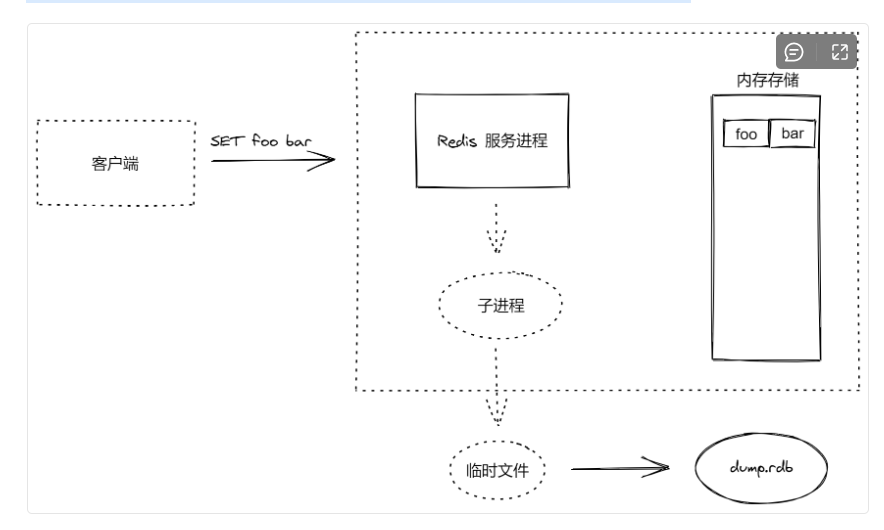 内存存储
foo bar
Redis 服务进程
SET foo bar
客户端
子进程
临时文件
dump.rdb